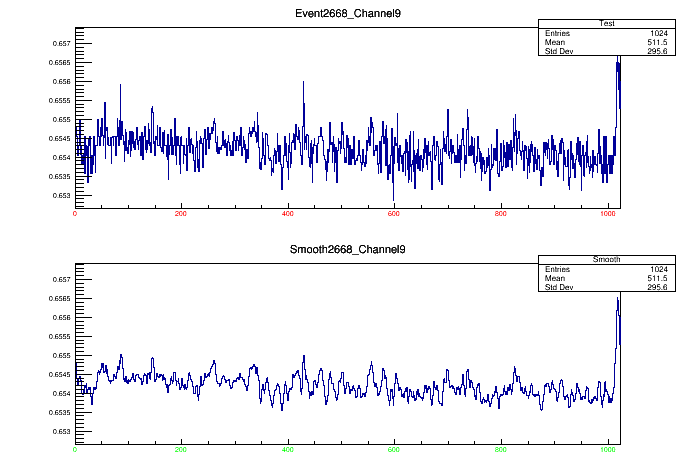 Event2668_Channel9
Test
Entries 1024
Mean 511.5
Std Dev 295.6
0.657
0.6565
0.656
0.6555
0.655
0.6545
0.654
0.6535
0.653
0 200 400 600 800 1000
Smooth2668_Channel9
Smooth
Entries 1024
Mean 511.5
Std Dev 295.6
0.657
0.6565
0.656
0.6555
0.655
0.6545
0.654
0.6535
0.653
0 200 400 600 800 1000